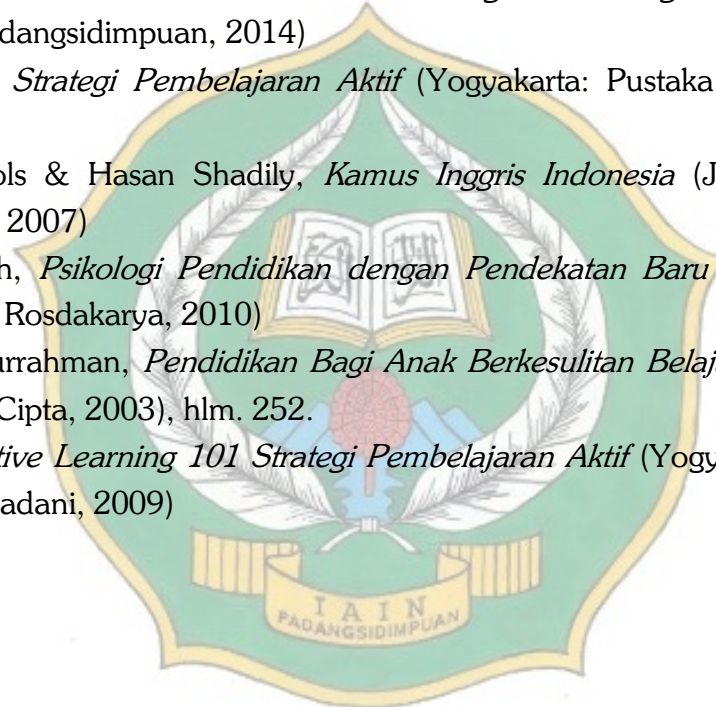 adangsidimpuan, 2014)
Strategi Pembelajaran Aktif (Yogyakarta: Pustaka
ols & Hasan Shadily, Kamus Inggris Indonesia (J
2007)
h, Psikologi Pendidikan dengan Pendekatan Baru
Rosdakarya, 2010)
urrahman, Pendidikan Bagi Anak Berkesulitan Belaj
Cipta, 2003), hlm. 252.
tive Learning 101 Strategi Pembelajaran Aktif (Yogy
adani, 2009)
IAIN
PADANGSIDIMPUAN